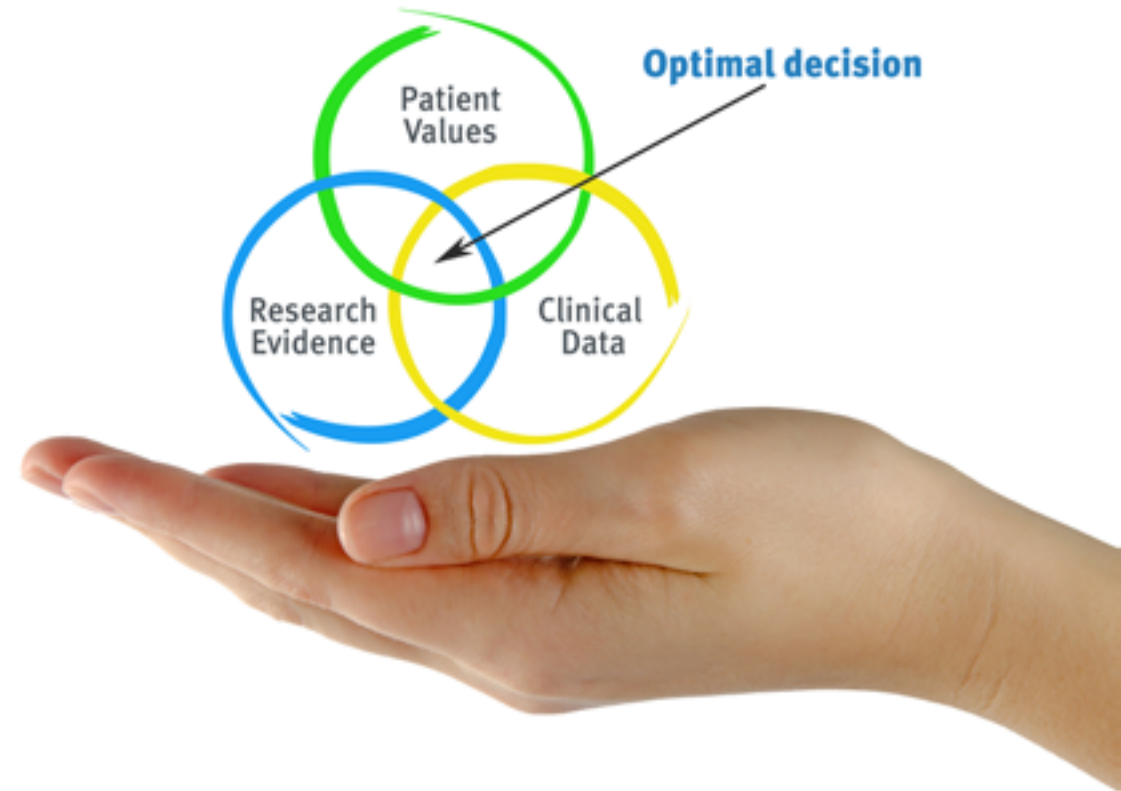 Optimal decision
Patient
Values
Research
Evidence
Clinical
Data